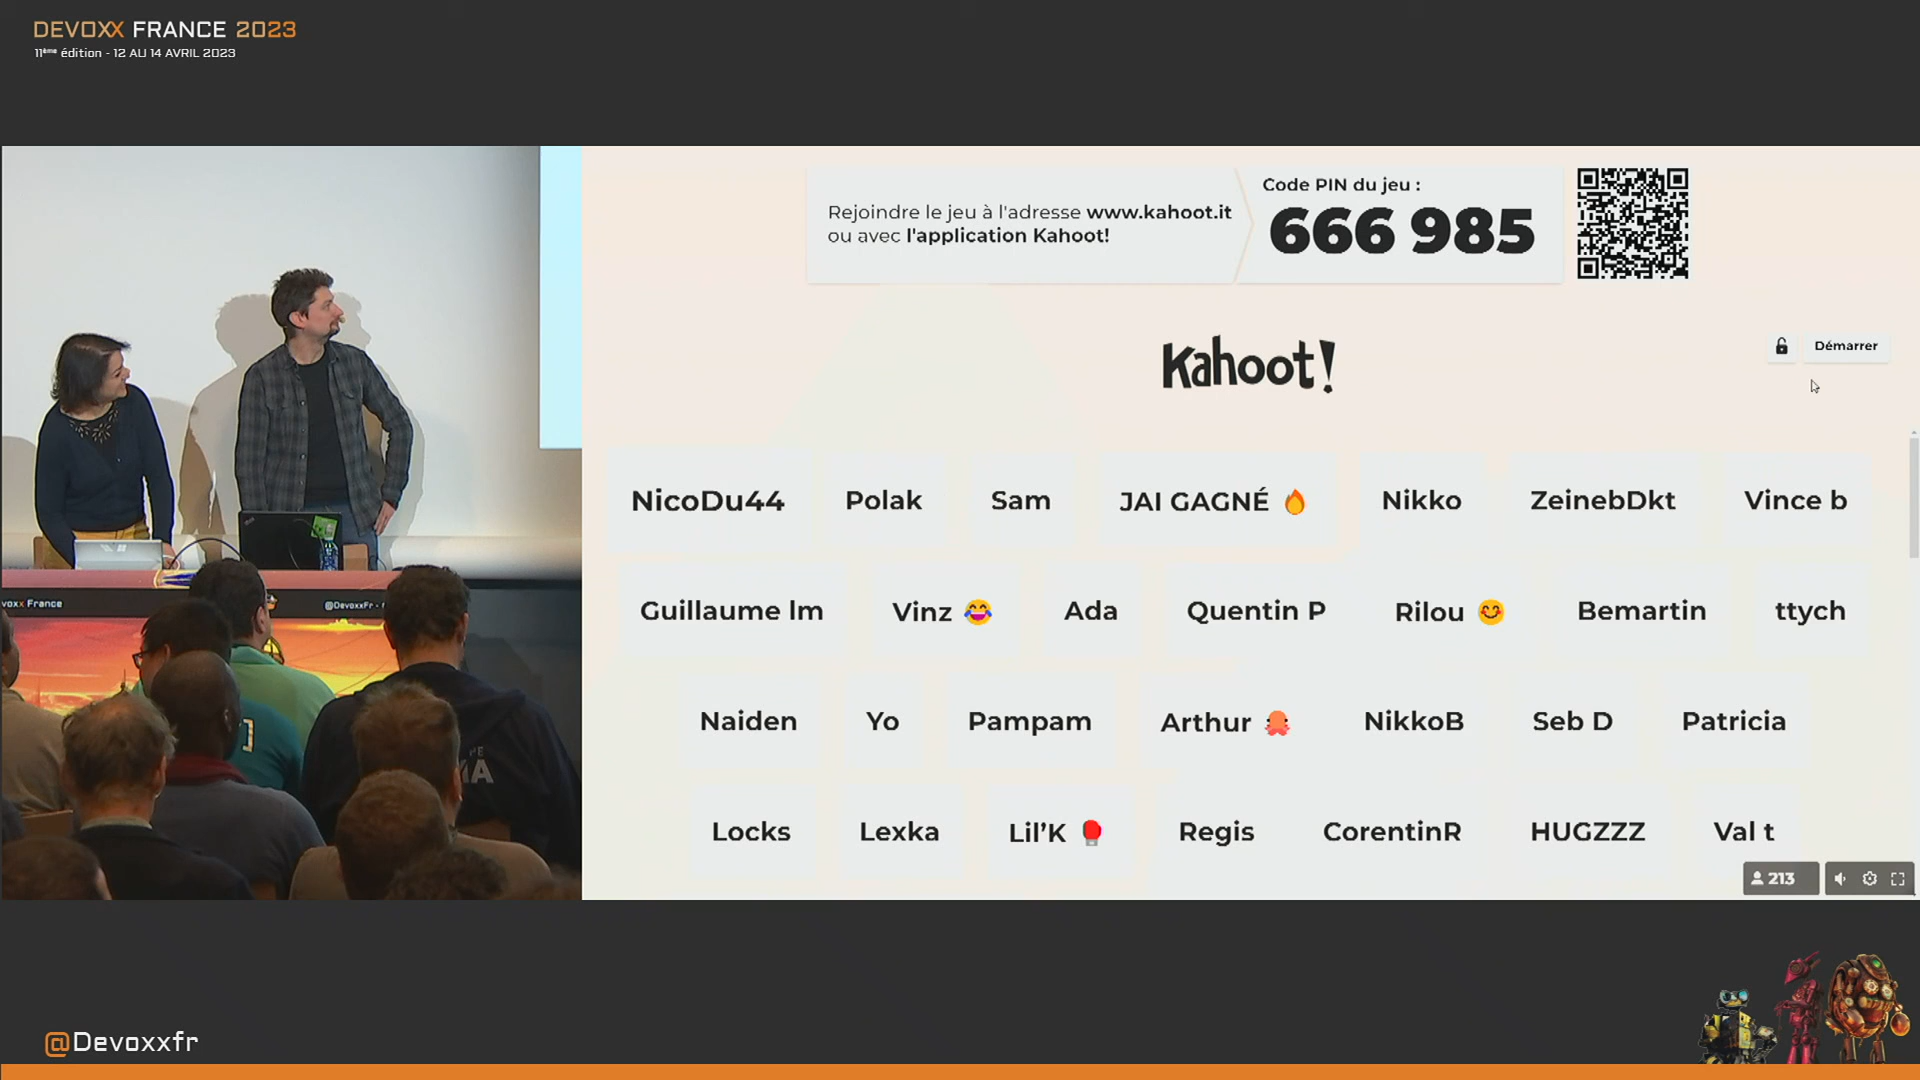 DEVOXX FRANCE 2023
11ème édition - 12 AU 14 AVRIL 2023
Rejoindre le jeu à l'adresse www.kahoot.it
ou avec l'application Kahoot!
Code PIN du jeu :
666 985
Kahoot!
Démarrer
NicoDu44 Polak Sam JAI GAGNÉ 🔥 Nikko ZeinebDkt Vince b
Guillaume lm Vinz 😂 Ada Quentin P Rilou 😊 Bemartin ttych
Naiden Yo Pampam Arthur 🐙 NikkoB Seb D Patricia
Locks Lexka Lil’K 🥊 Regis CorentinR HUGZZZ Val t
213
voxx France
@DevoxxFr
@Devoxxfr